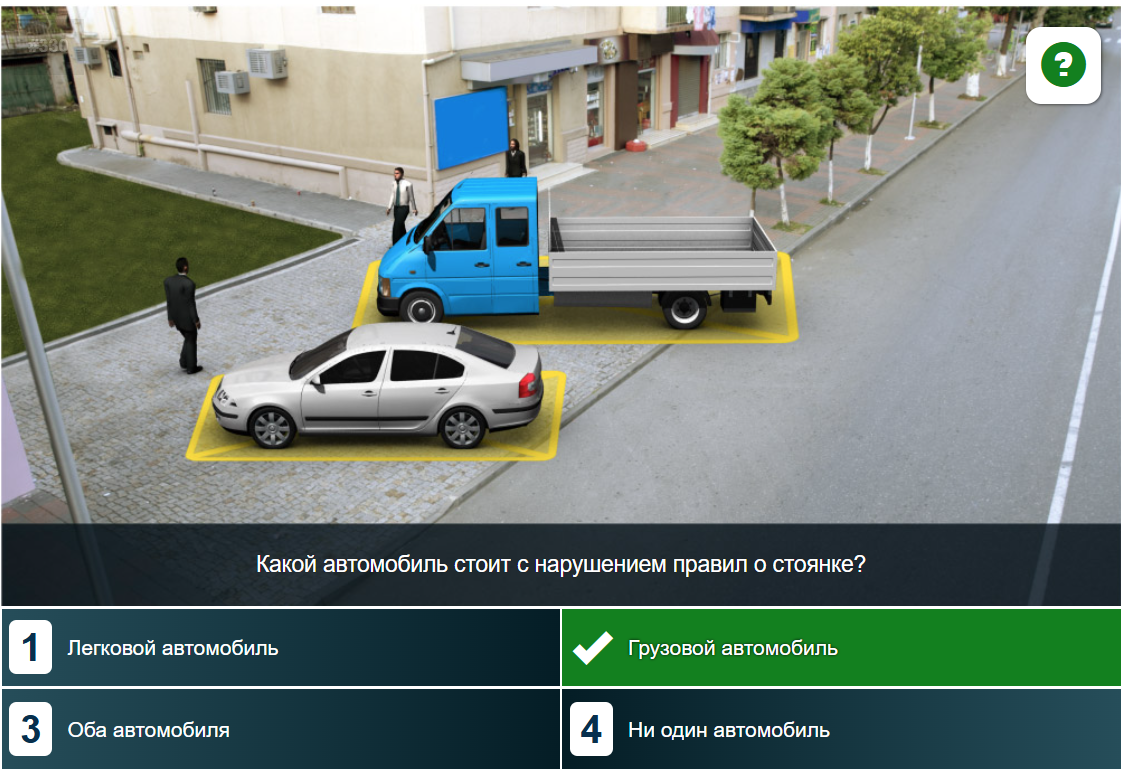 ?
Какой автомобиль стоит с нарушением правил о стоянке?
1 Легковой автомобиль
Грузовой автомобиль
3 Оба автомобиля
4 Ни один автомобиль